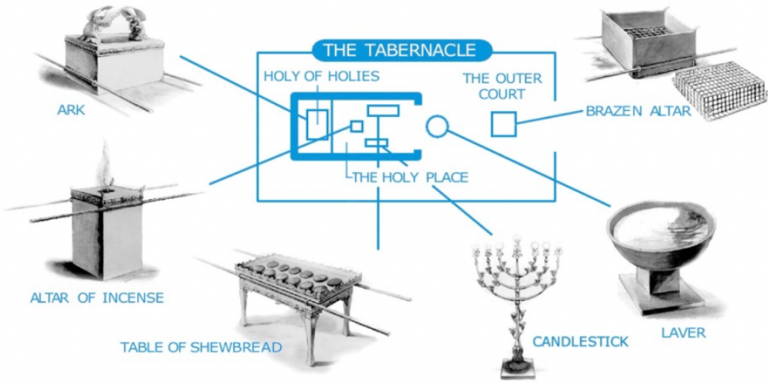 THE TABERNACLE
HOLY OF HOLIES
THE OUTER
COURT
ARK
BRAZEN ALTAR
THE HOLY PLACE
ALTAR OF INCENSE
TABLE OF SHEWBREAD
CANDLESTICK
LAVER